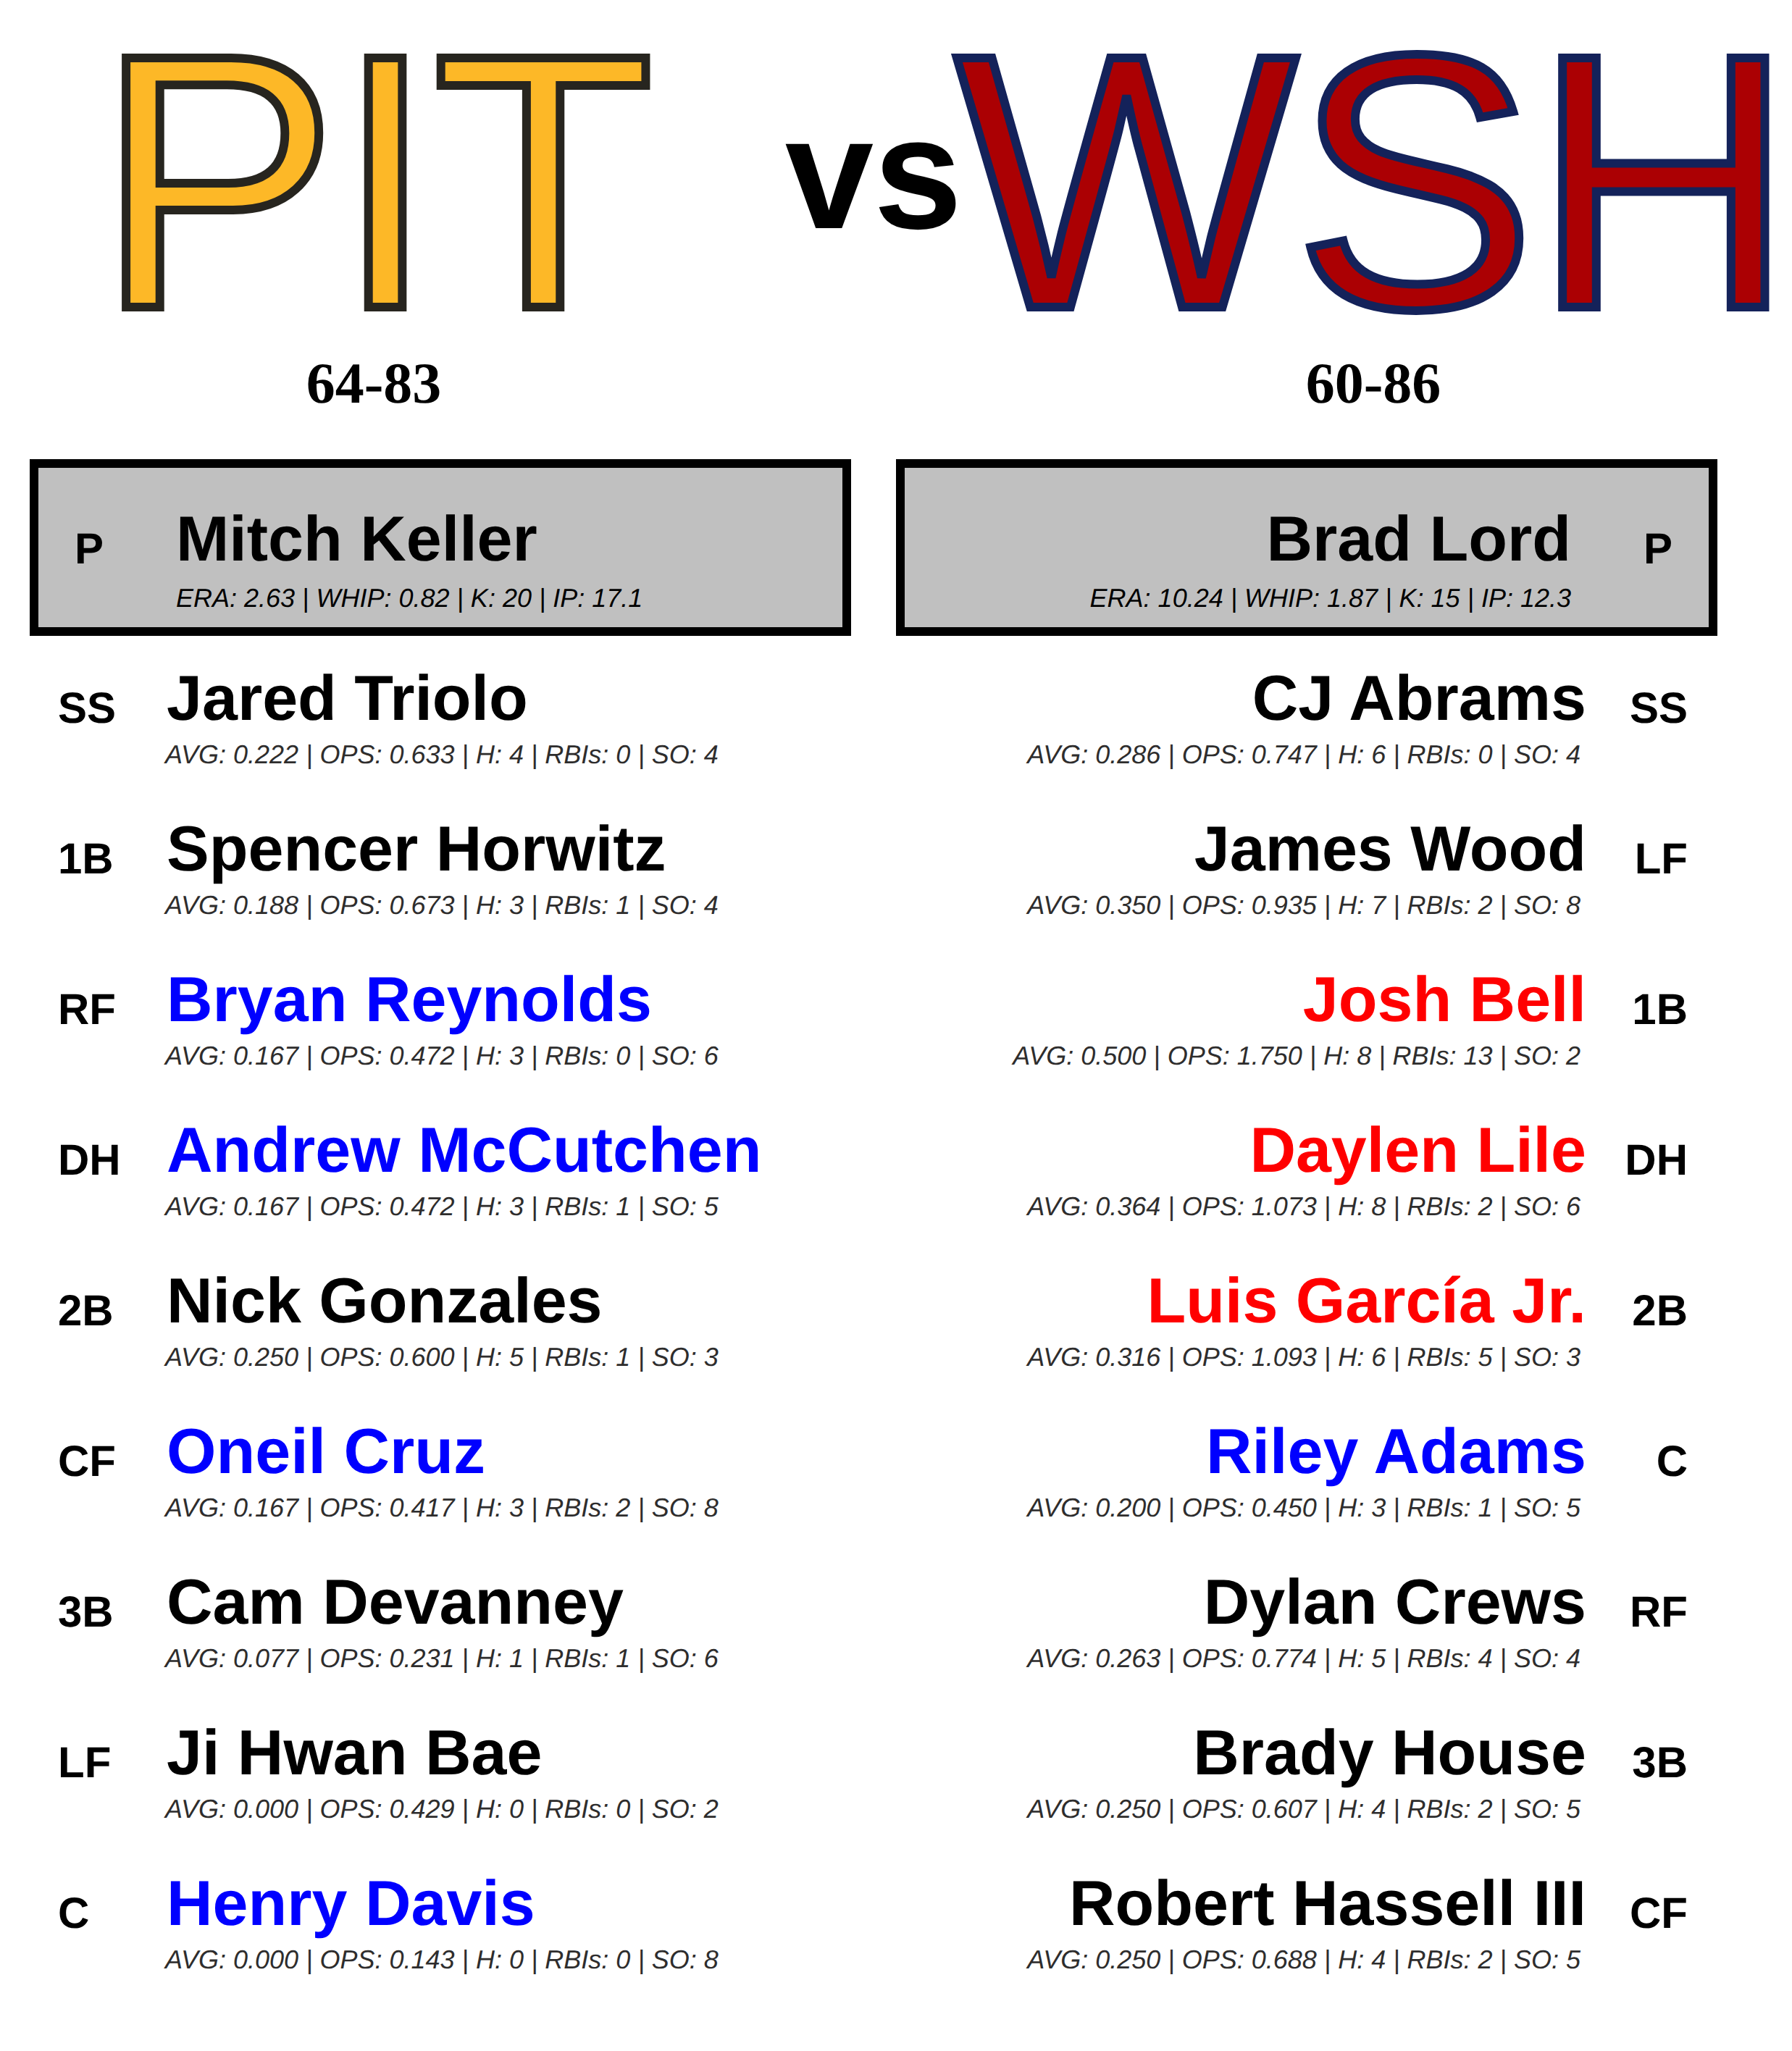 PIT vs WSH
64-83 60-86
P Mitch Keller
ERA: 2.63 | WHIP: 0.82 | K: 20 | IP: 17.1
Brad Lord P
ERA: 10.24 | WHIP: 1.87 | K: 15 | IP: 12.3
SS Jared Triolo
AVG: 0.222 | OPS: 0.633 | H: 4 | RBIs: 0 | SO: 4
CJ Abrams SS
AVG: 0.286 | OPS: 0.747 | H: 6 | RBIs: 0 | SO: 4
1B Spencer Horwitz
AVG: 0.188 | OPS: 0.673 | H: 3 | RBIs: 1 | SO: 4
James Wood LF
AVG: 0.350 | OPS: 0.935 | H: 7 | RBIs: 2 | SO: 8
RF Bryan Reynolds
AVG: 0.167 | OPS: 0.472 | H: 3 | RBIs: 0 | SO: 6
Josh Bell 1B
AVG: 0.500 | OPS: 1.750 | H: 8 | RBIs: 13 | SO: 2
DH Andrew McCutchen
AVG: 0.167 | OPS: 0.472 | H: 3 | RBIs: 1 | SO: 5
Daylen Lile DH
AVG: 0.364 | OPS: 1.073 | H: 8 | RBIs: 2 | SO: 6
2B Nick Gonzales
AVG: 0.250 | OPS: 0.600 | H: 5 | RBIs: 1 | SO: 3
Luis García Jr. 2B
AVG: 0.316 | OPS: 1.093 | H: 6 | RBIs: 5 | SO: 3
CF Oneil Cruz
AVG: 0.167 | OPS: 0.417 | H: 3 | RBIs: 2 | SO: 8
Riley Adams C
AVG: 0.200 | OPS: 0.450 | H: 3 | RBIs: 1 | SO: 5
3B Cam Devanney
AVG: 0.077 | OPS: 0.231 | H: 1 | RBIs: 1 | SO: 6
Dylan Crews RF
AVG: 0.263 | OPS: 0.774 | H: 5 | RBIs: 4 | SO: 4
LF Ji Hwan Bae
AVG: 0.000 | OPS: 0.429 | H: 0 | RBIs: 0 | SO: 2
Brady House 3B
AVG: 0.250 | OPS: 0.607 | H: 4 | RBIs: 2 | SO: 5
C Henry Davis
AVG: 0.000 | OPS: 0.143 | H: 0 | RBIs: 0 | SO: 8
Robert Hassell III CF
AVG: 0.250 | OPS: 0.688 | H: 4 | RBIs: 2 | SO: 5